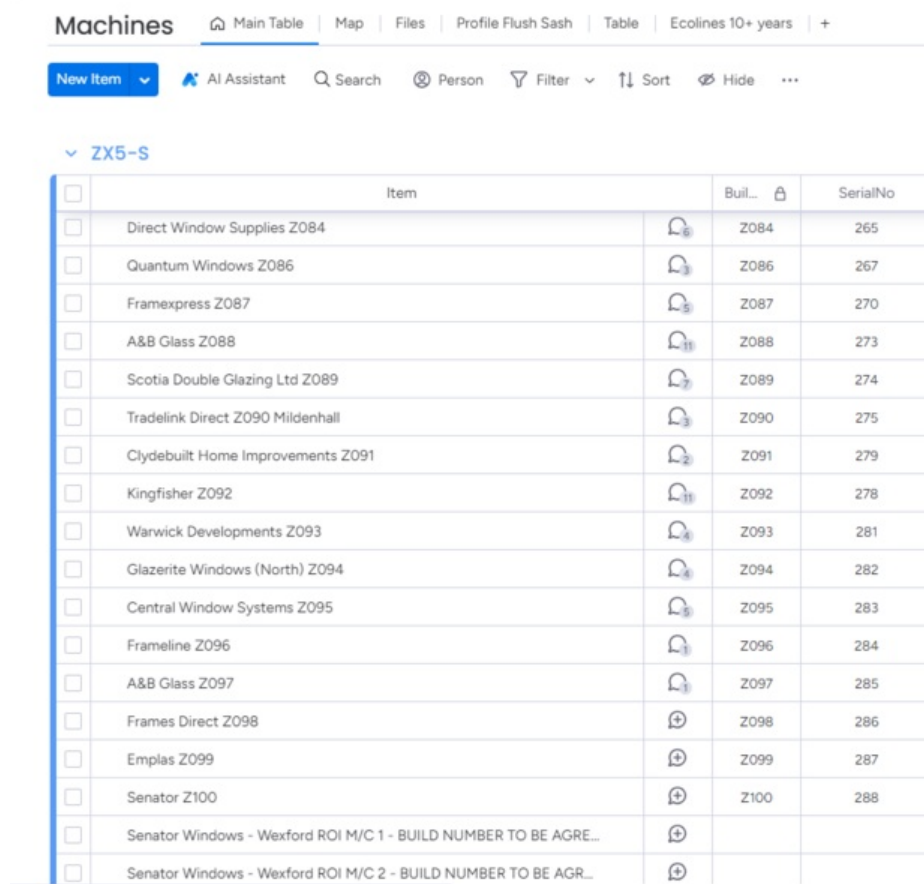 Machines Main Table Map Files Profile Flush Sash Table Ecolines 10+ years +
New Item AI Assistant Search Person Filter Sort Hide ...
ZX5-S
Item Buil... SerialNo
Direct Window Supplies Z084 6 Z084 265
Quantum Windows Z086 3 Z086 267
Framexpress Z087 5 Z087 270
A&B Glass Z088 11 Z088 273
Scotia Double Glazing Ltd Z089 7 Z089 274
Tradelink Direct Z090 Mildenhall 3 Z090 275
Clydebuilt Home Improvements Z091 2 Z091 279
Kingfisher Z092 11 Z092 278
Warwick Developments Z093 4 Z093 281
Glazerite Windows (North) Z094 4 Z094 282
Central Window Systems Z095 5 Z095 283
Frameline Z096 1 Z096 284
A&B Glass Z097 1 Z097 285
Frames Direct Z098 Z098 286
Emplas Z099 Z099 287
Senator Z100 Z100 288
Senator Windows - Wexford ROI M/C 1 - BUILD NUMBER TO BE AGRE...
Senator Windows - Wexford ROI M/C 2 - BUILD NUMBER TO BE AGR...